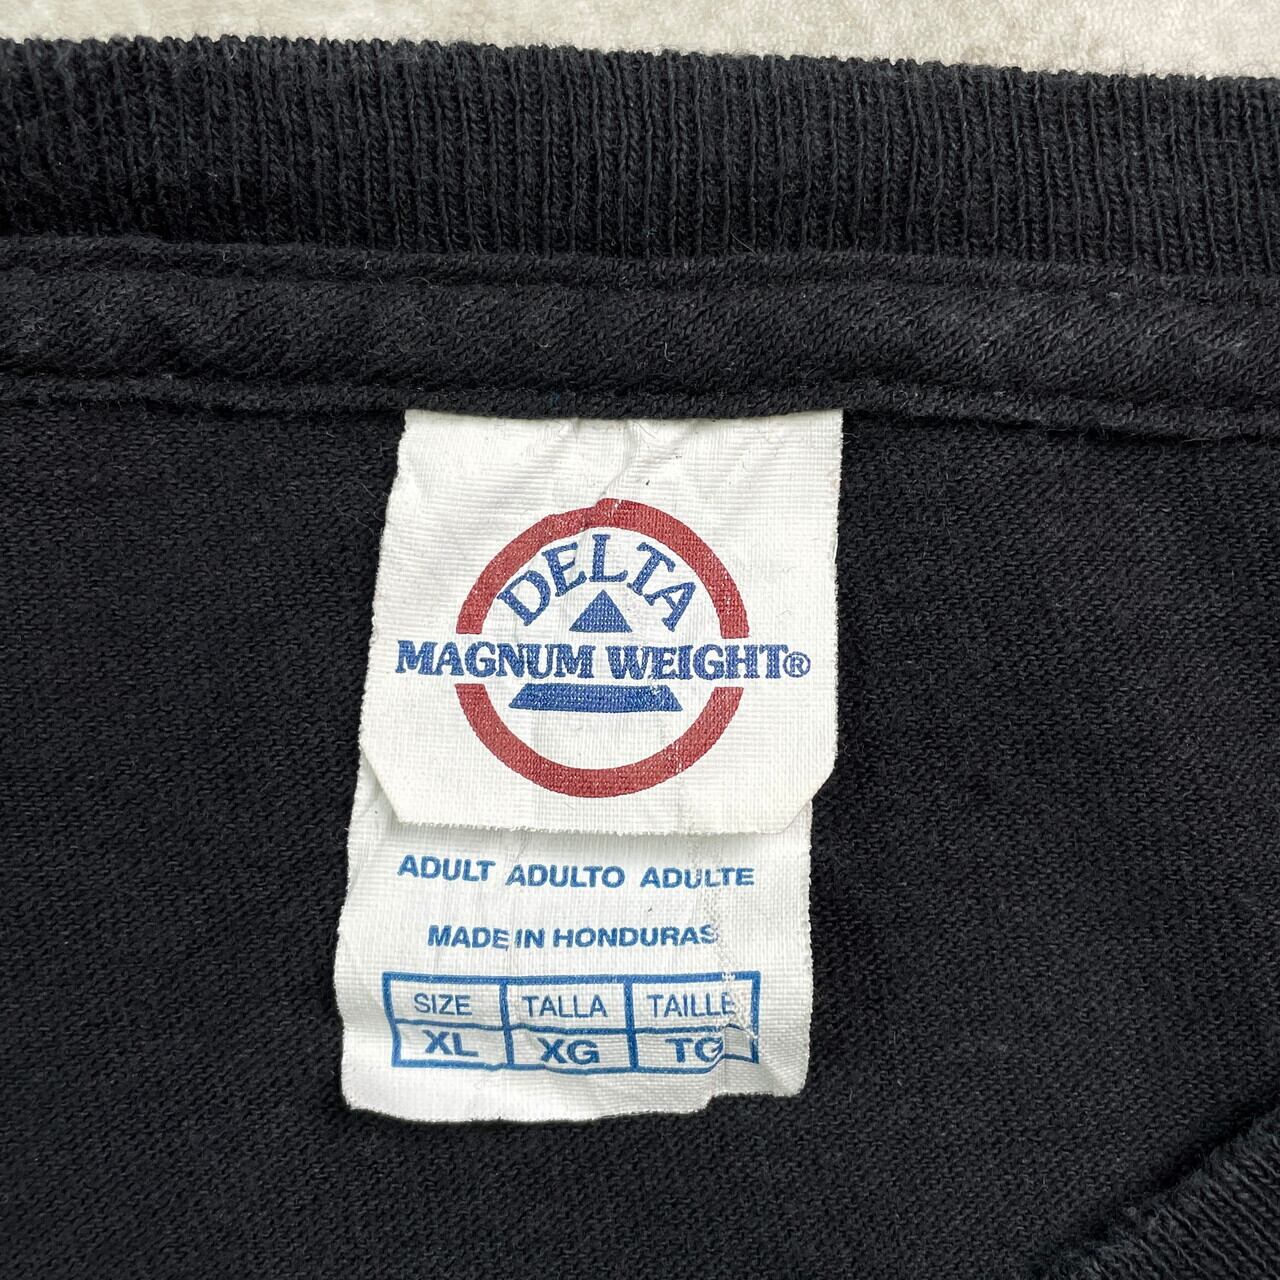 DELTA
MAGNUM WEIGHT®
ADULT ADULTO ADULTE
MADE IN HONDURAS
SIZE TALLA TAILLE
XL XG TG